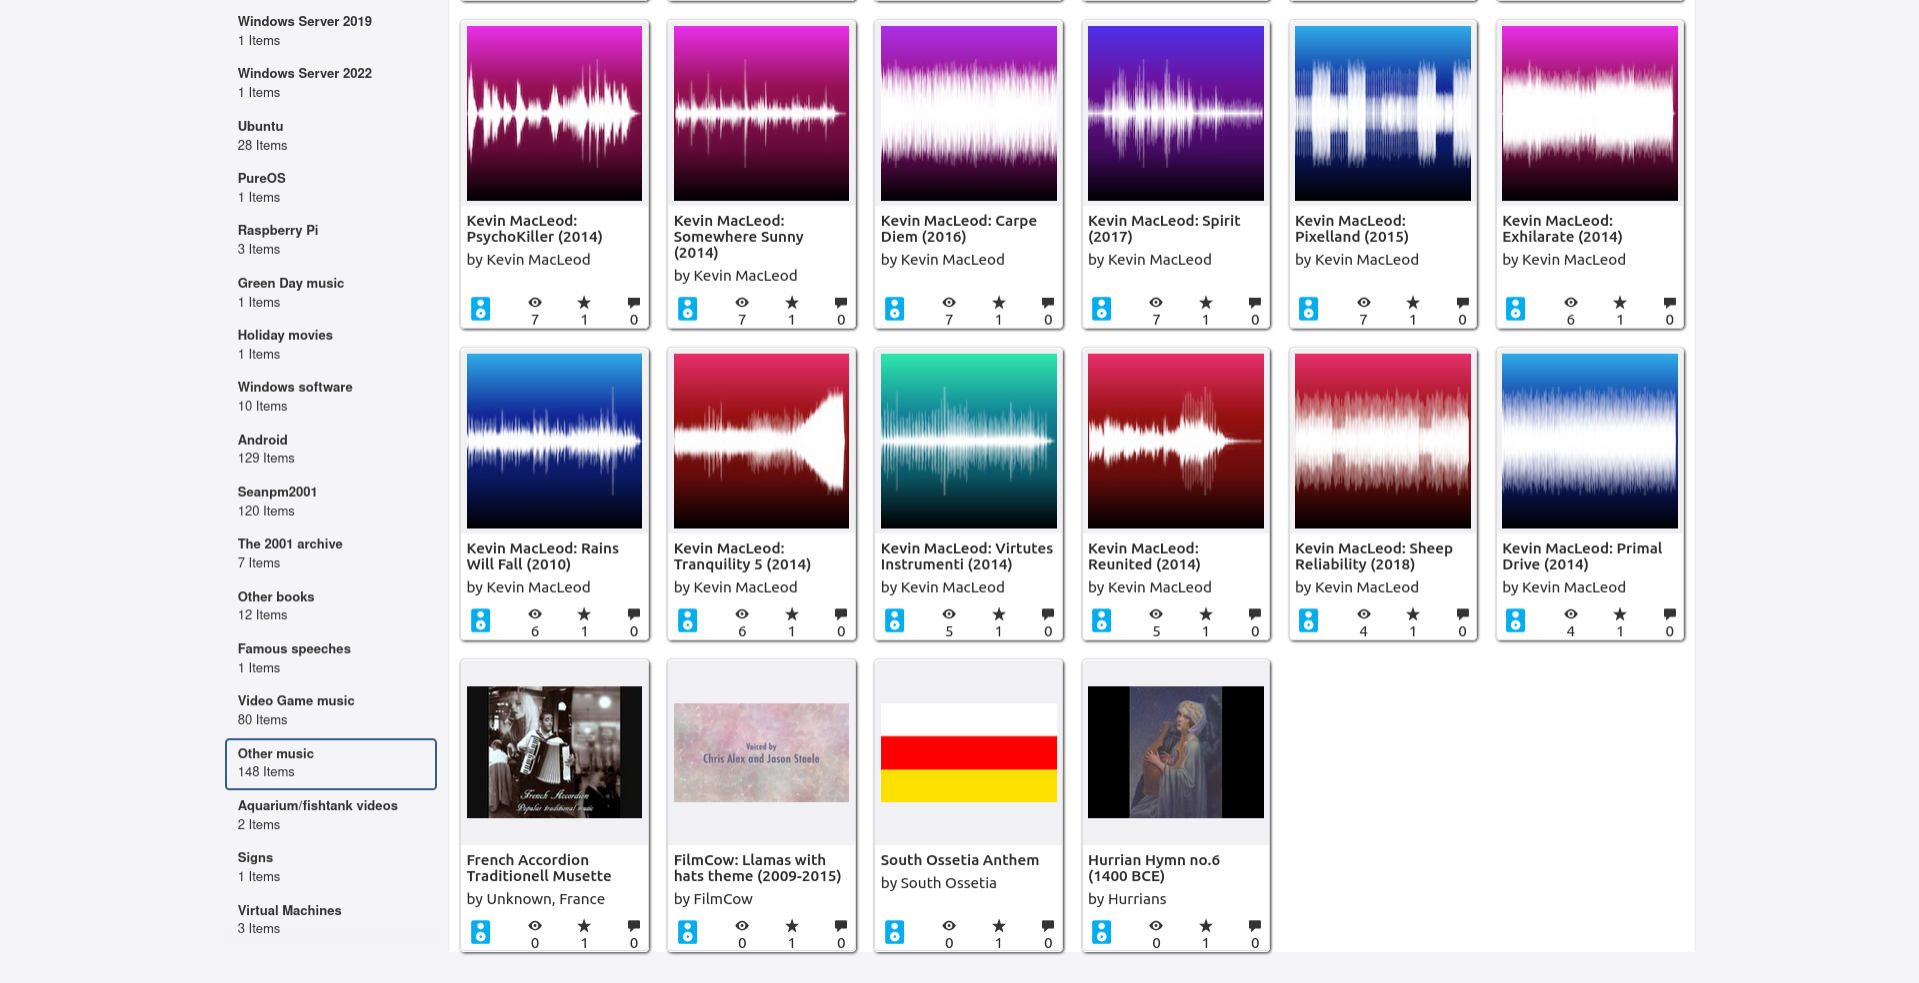 Windows Server 2019
1 Items
Windows Server 2022
1 Items
Ubuntu
28 Items
PureOS
1 Items
Raspberry Pi
3 Items
Green Day music
1 Items
Holiday movies
1 Items
Windows software
10 Items
Android
129 Items
Seanpm2001
120 Items
The 2001 archive
7 Items
Other books
12 Items
Famous speeches
1 Items
Video Game music
80 Items
Other music
148 Items
Aquarium/fishtank videos
2 Items
Signs
1 Items
Virtual Machines
3 Items
Kevin MacLeod:
PsychoKiller (2014)
by Kevin MacLeod
7 1 0
Kevin MacLeod:
Somewhere Sunny
(2014)
by Kevin MacLeod
7 1 0
Kevin MacLeod: Carpe
Diem (2016)
by Kevin MacLeod
7 1 0
Kevin MacLeod: Spirit
(2017)
by Kevin MacLeod
7 1 0
Kevin MacLeod:
Pixelland (2015)
by Kevin MacLeod
7 1 0
Kevin MacLeod:
Exhilarate (2014)
by Kevin MacLeod
6 1 0
Kevin MacLeod: Rains
Will Fall (2010)
by Kevin MacLeod
6 1 0
Kevin MacLeod:
Tranquility 5 (2014)
by Kevin MacLeod
6 1 0
Kevin MacLeod: Virtutes
Instrumenti (2014)
by Kevin MacLeod
5 1 0
Kevin MacLeod:
Reunited (2014)
by Kevin MacLeod
5 1 0
Kevin MacLeod: Sheep
Reliability (2018)
by Kevin MacLeod
4 1 0
Kevin MacLeod: Primal
Drive (2014)
by Kevin MacLeod
4 1 0
French Accordion
Popular traditional music
French Accordion
Traditionell Musette
by Unknown, France
0 1 0
Voiced by
Chris Alex and Jason Steele
FilmCow: Llamas with
hats theme (2009-2015)
by FilmCow
0 1 0
South Ossetia Anthem
by South Ossetia
0 1 0
Hurrian Hymn no.6
(1400 BCE)
by Hurrians
0 1 0